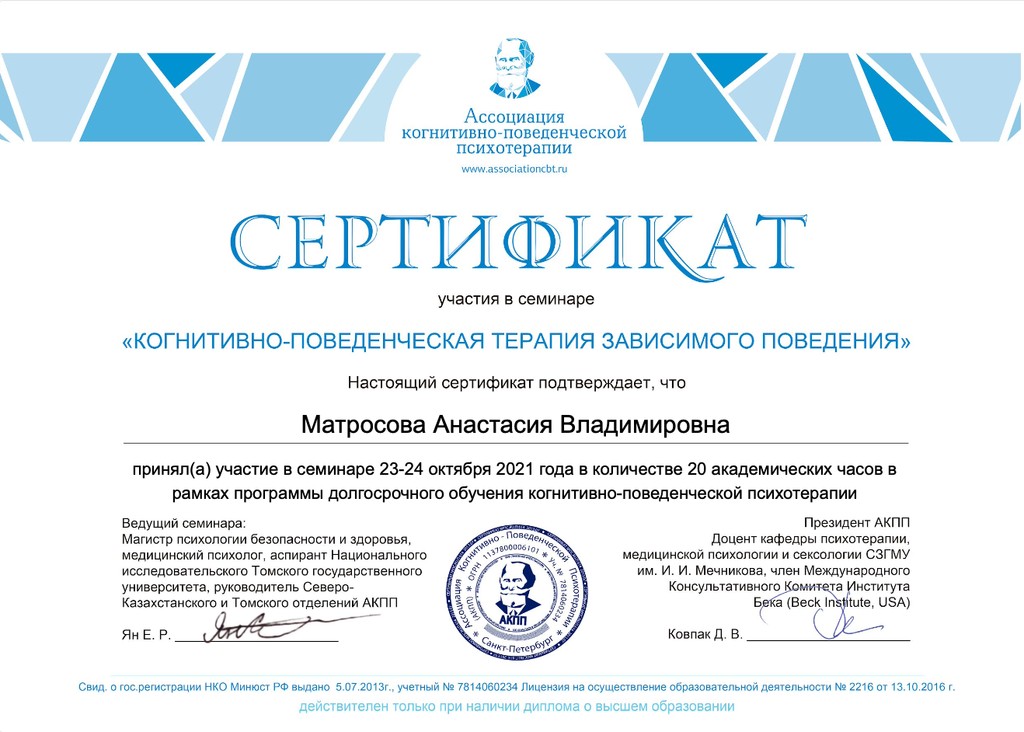 Ассоциация
когнитивно-поведенческой
психотерапии
www.associationcbt.ru
СЕРТИФИКАТ
участия в семинаре
«КОГНИТИВНО-ПОВЕДЕНЧЕСКАЯ ТЕРАПИЯ ЗАВИСИМОГО ПОВЕДЕНИЯ»
Настоящий сертификат подтверждает, что
Матросова Анастасия Владимировна
принял(а) участие в семинаре 23-24 октября 2021 года в количестве 20 академических часов в
рамках программы долгосрочного обучения когнитивно-поведенческой психотерапии
Ведущий семинара:
Магистр психологии безопасности и здоровья,
медицинский психолог, аспирант Национального
исследовательского Томского государственного
университета, руководитель Северо-
Казахстанского и Томского отделений АКПП
Ян Е. Р.
Ассоциация Когнитивно-Поведенческой Психотерапии
(АКПП) * ОГРН 1137800006101 * Уч. № 7814060234
АКПП
* Санкт-Петербург *
Президент АКПП
Доцент кафедры психотерапии,
медицинской психологии и сексологии СЗГМУ
им. И. И. Мечникова, член Международного
Консультативного Комитета Института
Бека (Beck Institute, USA)
Ковпак Д. В.
Свид. о гос.регистрации НКО Минюст РФ выдано 5.07.2013г., учетный № 7814060234 Лицензия на осуществление образовательной деятельности № 2216 от 13.10.2016 г.
действителен только при наличии диплома о высшем образовании